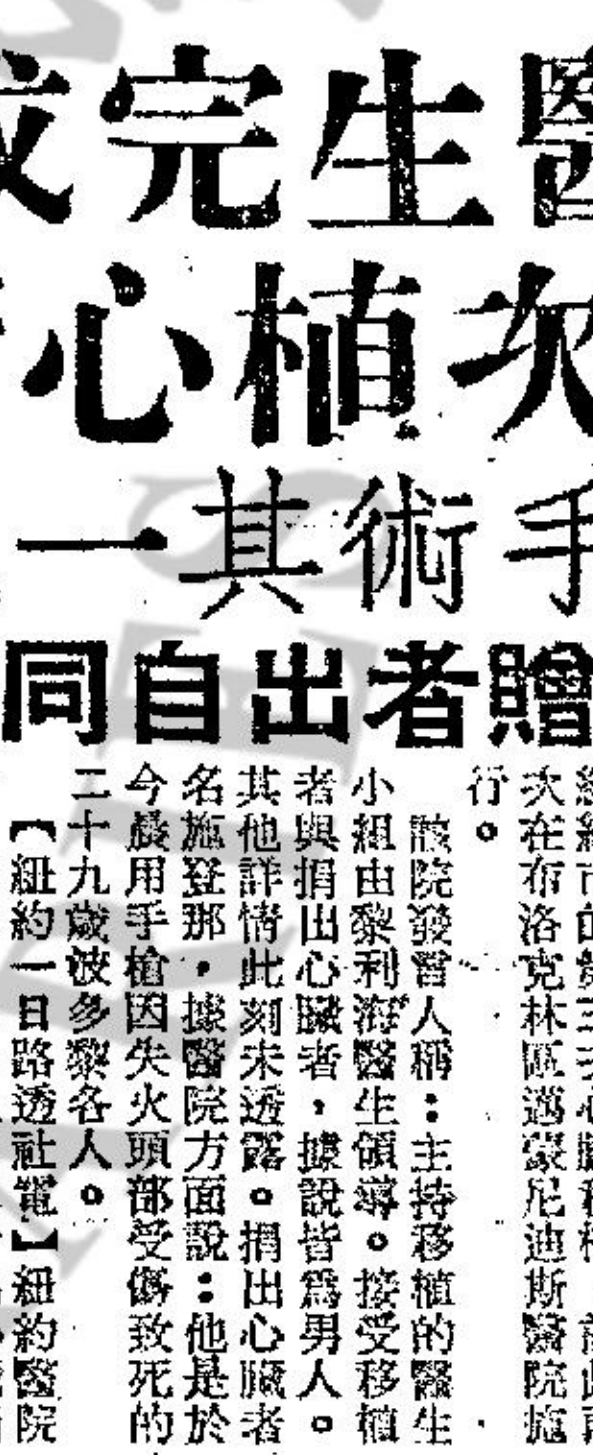 醫生完成
次植心
手術其一
贈者出自同
次在布洛克林區邁蒙尼迪斯醫院施
行。
該院發言人稱：主持移植的醫生
小組由黎利海醫生領導。接受移植
者與捐出心臟者，據說皆爲男人。
其他詳情此刻未透露。捐出心臟者
名施登那，據醫院方面說：他是於
今晨用手槍因失火頭部受傷致死的
二十九歲波多黎各人。
【紐約一日路透社電】紐約醫院